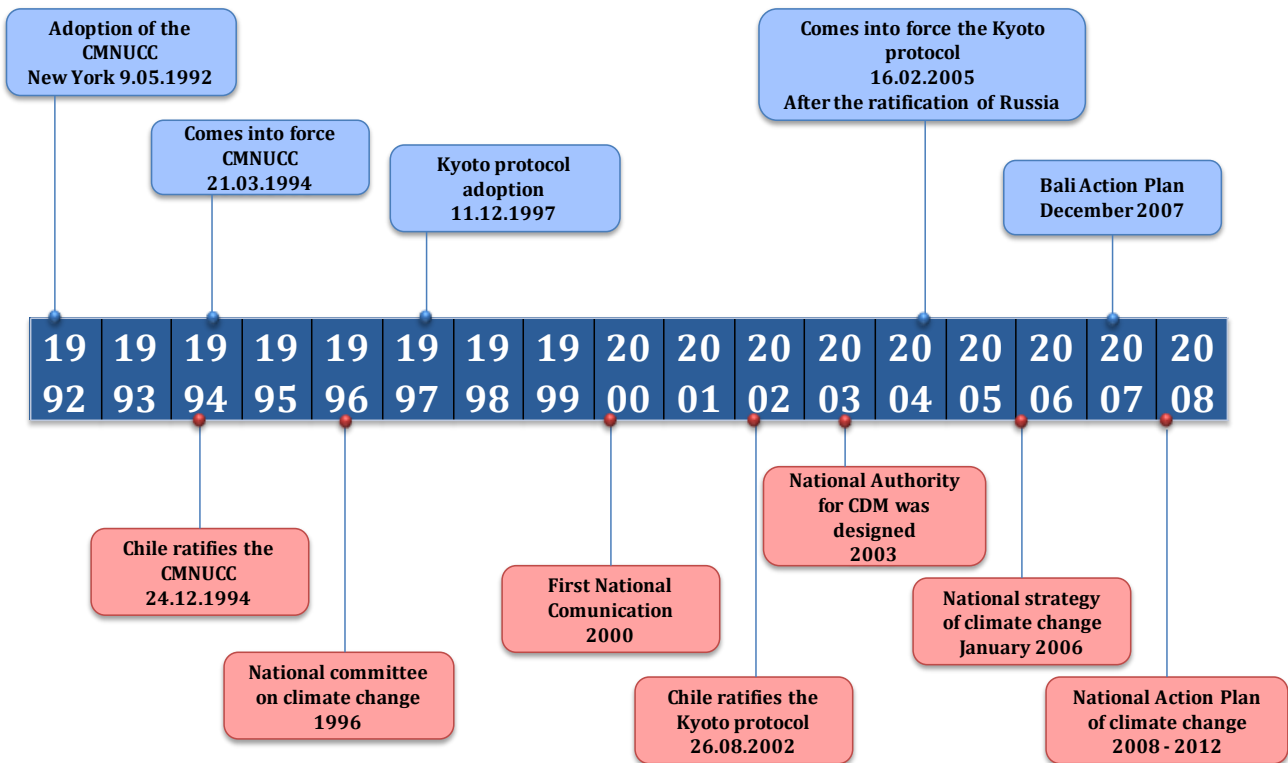 Adoption of the
CMNUCC
New York 9.05.1992
Comes into force
CMNUCC
21.03.1994
Kyoto protocol
adoption
11.12.1997
Comes into force the Kyoto
protocol
16.02.2005
After the ratification of Russia
Bali Action Plan
December 2007
19 19 19 19 19 19 19 19 20 20 20 20 20 20 20 20 20
92 93 94 95 96 97 98 99 00 01 02 03 04 05 06 07 08
Chile ratifies the
CMNUCC
24.12.1994
National committee
on climate change
1996
First National
Comunication
2000
Chile ratifies the
Kyoto protocol
26.08.2002
National Authority
for CDM was
designed
2003
National strategy
of climate change
January 2006
National Action Plan
of climate change
2008 - 2012